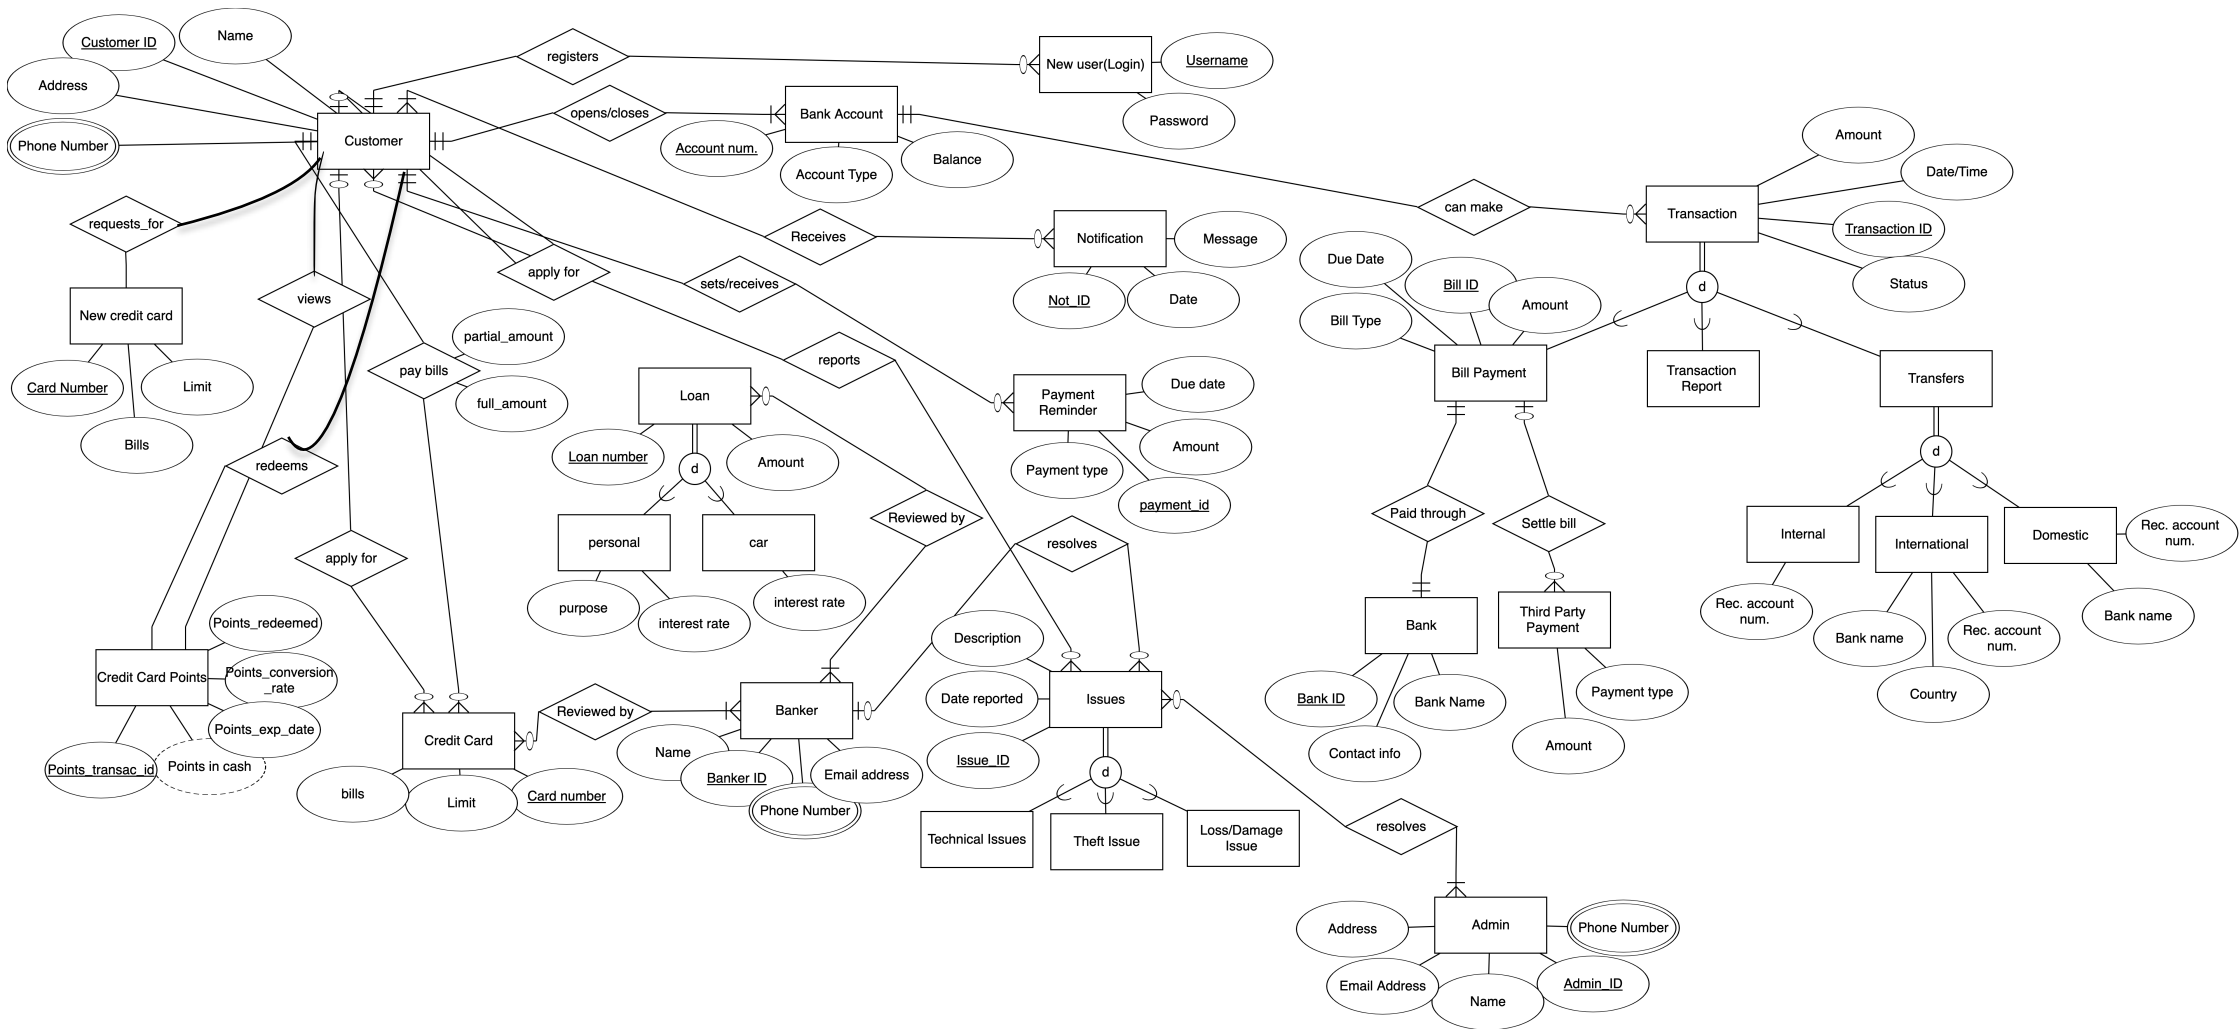 Customer ID
Name
Address
Phone Number
Customer
registers
New user(Login)
Username
Password
opens/closes
Bank Account
Account num.
Account Type
Balance
can make
Transaction
Amount
Date/Time
Transaction ID
Status
d
requests_for
New credit card
Card Number
Limit
Bills
views
redeems
apply for
pay bills
partial_amount
full_amount
apply for
Receives
Notification
Message
Not_ID
Date
sets/receives
reports
Payment
Reminder
Due date
Amount
Payment type
payment_id
Loan
Loan number
Amount
d
personal
car
purpose
interest rate
interest rate
Reviewed by
resolves
Due Date
Bill ID
Bill Type
Amount
Bill Payment
Transaction
Report
Transfers
d
Paid through
Settle bill
Internal
International
Domestic
Rec. account
num.
Rec. account
num.
Bank name
Rec. account
num.
Country
Bank name
Bank
Bank ID
Bank Name
Contact info
Third Party
Payment
Payment type
Amount
Points_redeemed
Credit Card Points
Points_conversion
_rate
Points_exp_date
Points_transac_id
Points in cash
Credit Card
bills
Limit
Card number
Reviewed by
Banker
Name
Banker ID
Phone Number
Email address
Description
Date reported
Issue_ID
Issues
d
Technical Issues
Theft Issue
Loss/Damage
Issue
resolves
Admin
Address
Phone Number
Email Address
Name
Admin_ID